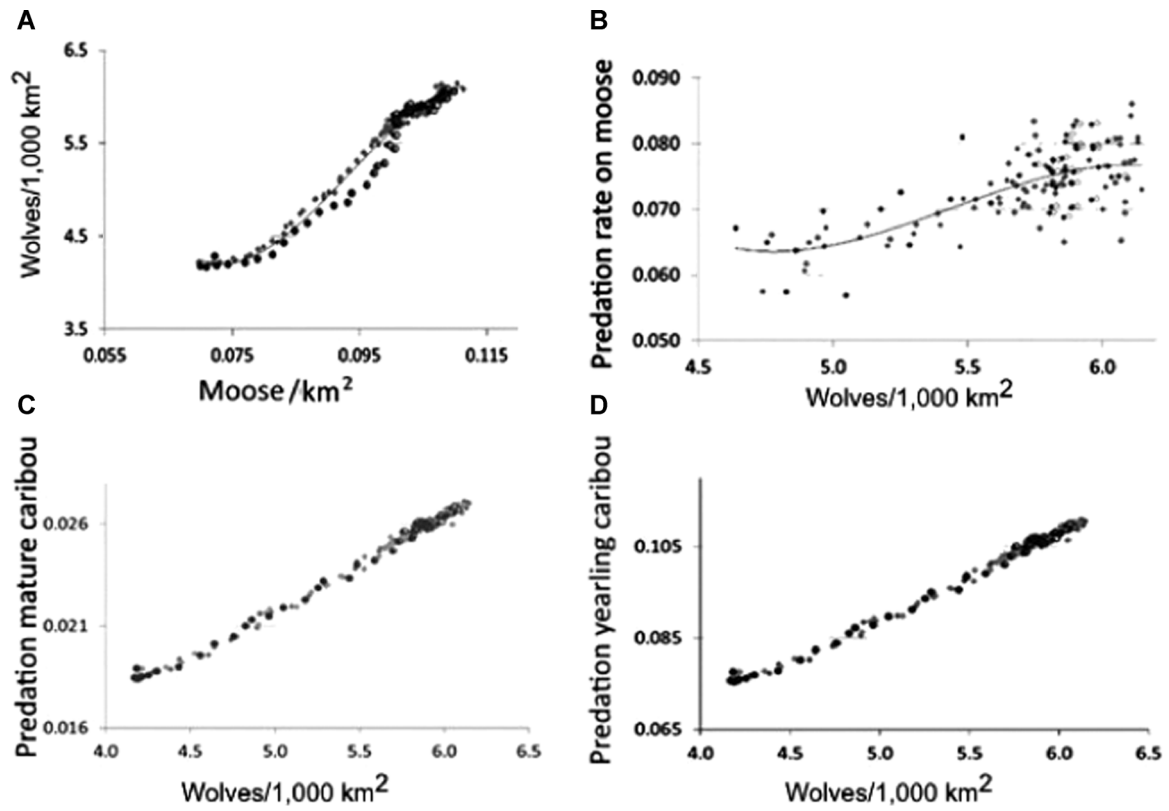 A
Wolves/1,000 km2
6.5
5.5
4.5
3.5
0.055
0.075
0.095
0.115
Moose/km2
B
Predation rate on moose
0.090
0.080
0.070
0.060
0.050
4.5
5.0
5.5
6.0
Wolves/1,000 km2
C
Predation mature caribou
0.026
0.021
0.016
4.0
4.5
5.0
5.5
6.0
6.5
Wolves/1,000 km2
D
Predation yearling caribou
0.105
0.085
0.065
4.0
4.5
5.0
5.5
6.0
6.5
Wolves/1,000 km2